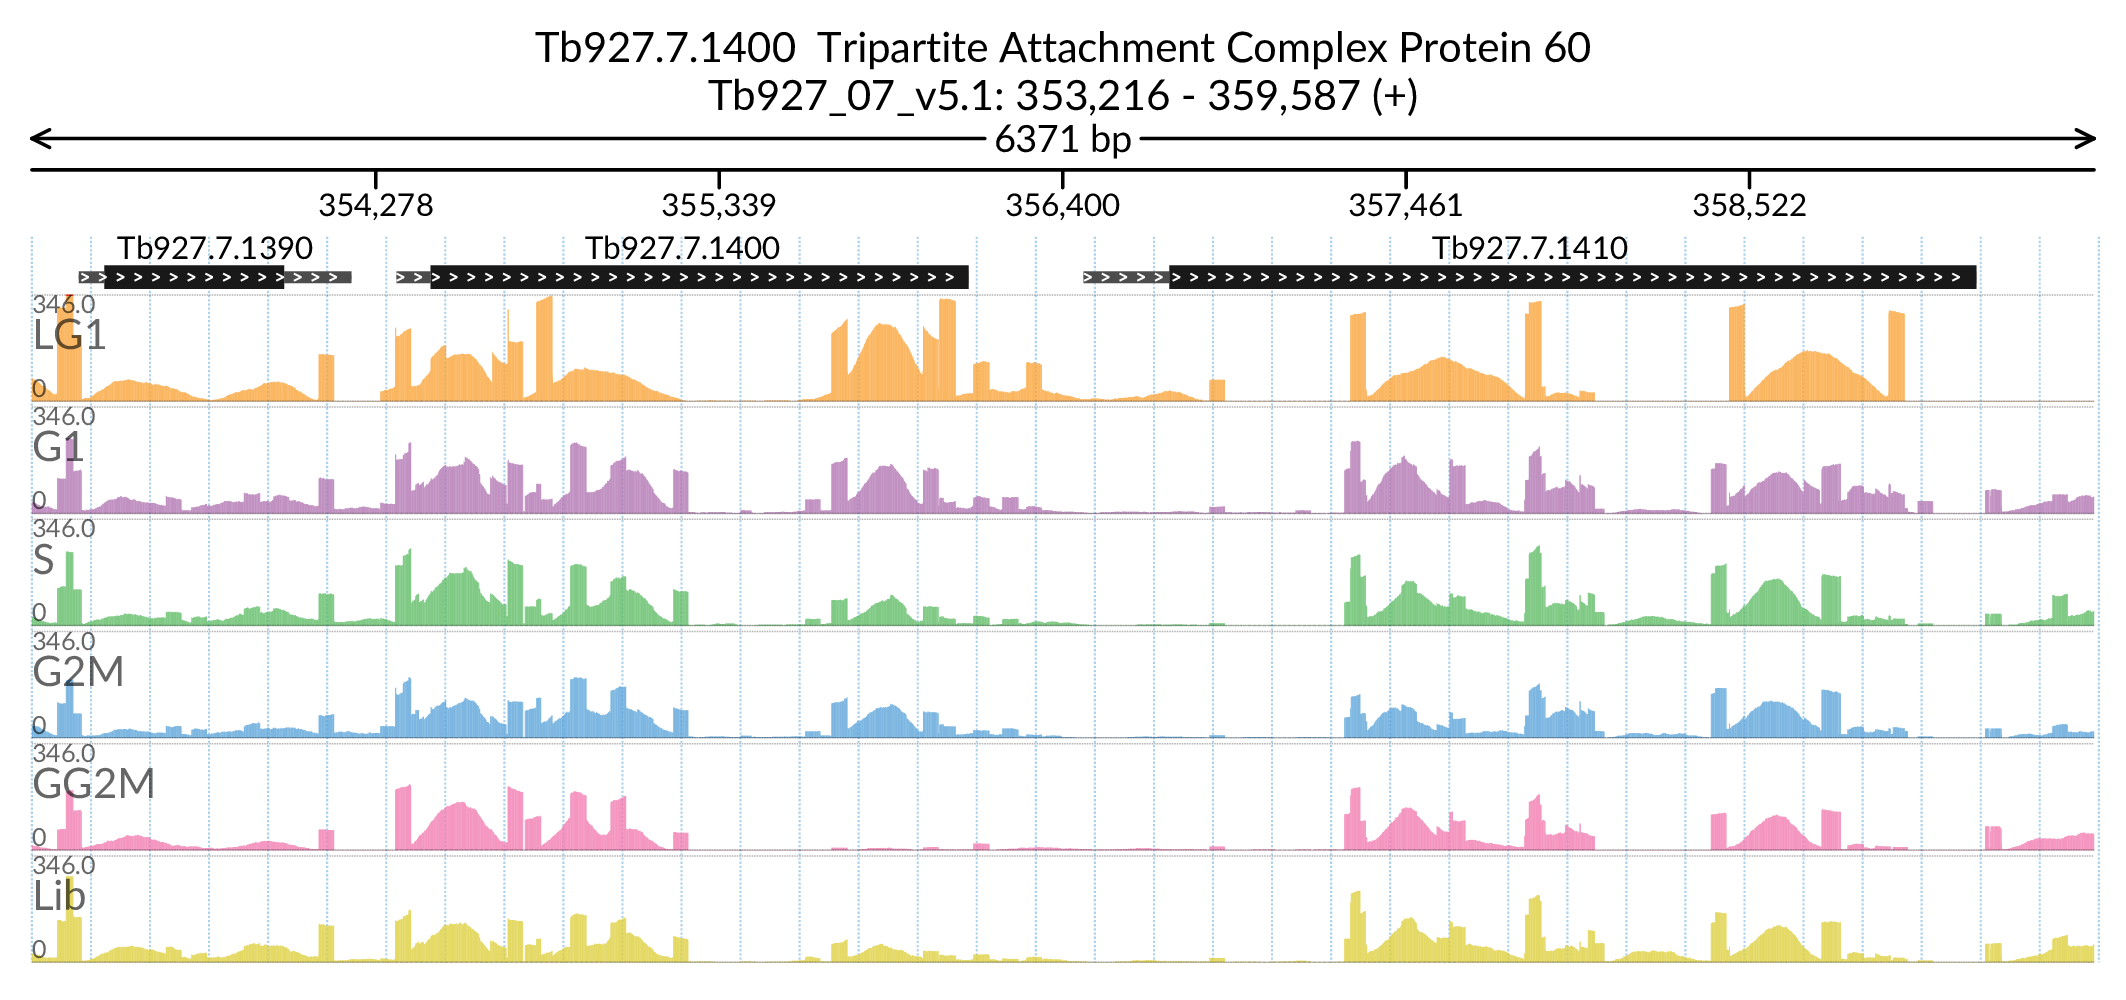 Tb927.7.1400  Tripartite Attachment Complex Protein 60
Tb927_07_v5.1: 353,216 - 359,587 (+)
6371 bp
354,278 355,339 356,400 357,461 358,522
Tb927.7.1390 Tb927.7.1400 Tb927.7.1410
346.0
LG1
0
346.0
G1
0
346.0
S
0
346.0
G2M
0
346.0
GG2M
0
346.0
Lib
0